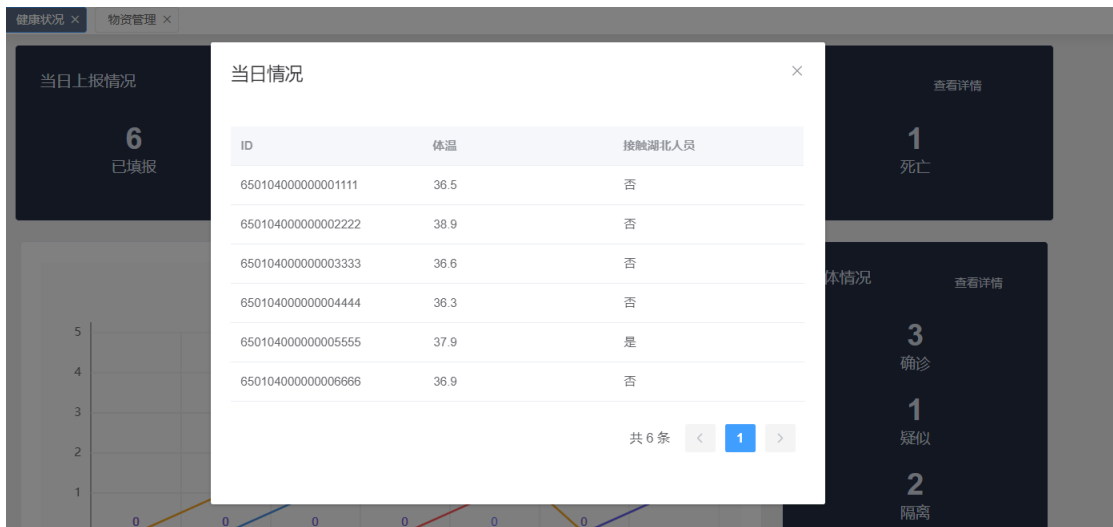 健康状况 ×
物资管理 ×
当日上报情况
6
已填报
当日情况
×
ID 体温 接触湖北人员
650104000000001111 36.5 否
650104000000002222 38.9 否
650104000000003333 36.6 否
650104000000004444 36.3 否
650104000000005555 37.9 是
650104000000006666 36.9 否
共 6 条 < 1 >
查看详情
1
死亡
体情况 查看详情
3
确诊
1
疑似
2
隔离
5
4
3
2
1
0 0 0 0 0 0